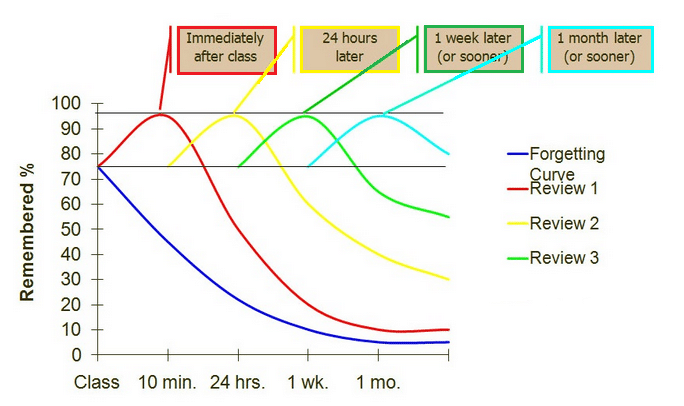 Immediately
after class
24 hours
later
1 week later
(or sooner)
1 month later
(or sooner)
100
90
80
70
60
50
40
30
20
10
0
Remembered %
Class
10 min.
24 hrs.
1 wk.
1 mo.
Forgetting
Curve
Review 1
Review 2
Review 3